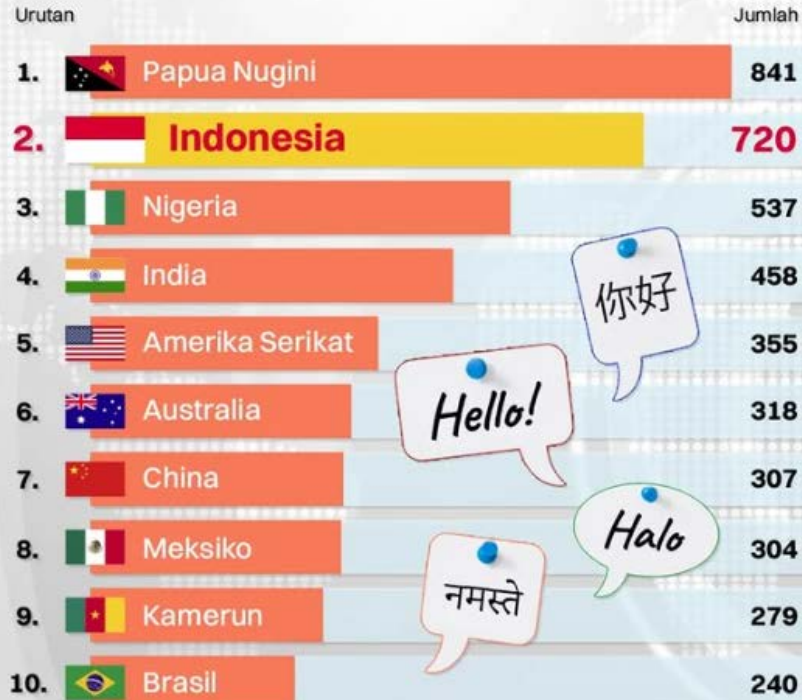 Urutan Jumlah
1. Papua Nugini 841
2. Indonesia 720
3. Nigeria 537
4. India 458
5. Amerika Serikat 355
6. Australia 318
7. China 307
8. Meksiko 304
9. Kamerun 279
10. Brasil 240
你好
Hello!
Halo
नमस्ते